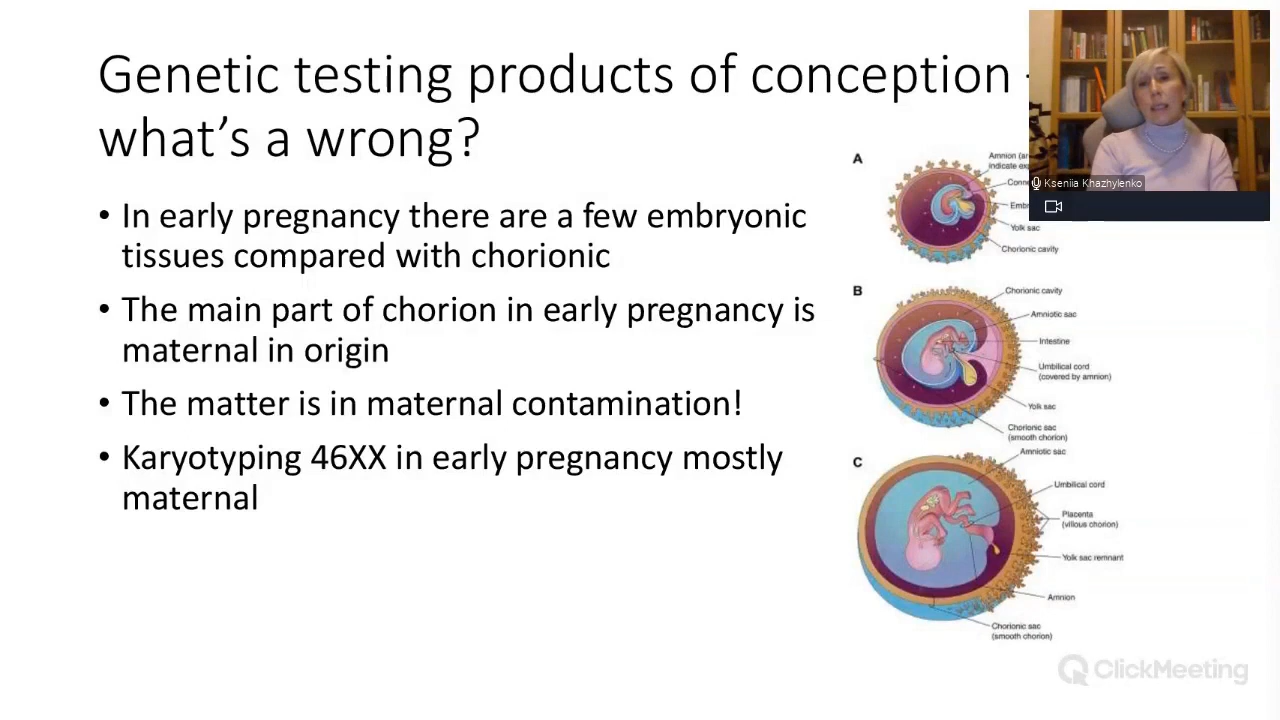 Genetic testing products of conception -
what's a wrong?
• In early pregnancy there are a few embryonic
tissues compared with chorionic
• The main part of chorion in early pregnancy is
maternal in origin
• The matter is in maternal contamination!
• Karyotyping 46XX in early pregnancy mostly
maternal
A
Amnion
indicate
Yolk sac
Chorionic cavity
B
Chorionic cavity
Amniotic sac
Intestine
Umbilical cord
(covered by amnion)
Yolk sac
Chorionic sac
(smooth chorion)
C
Amniotic sac
Umbilical cord
Placenta
(villous chorion)
Yolk sac remnant
Amnion
Chorionic sac
(smooth chorion)
Kseniia Khazhylenko
ClickMeeting